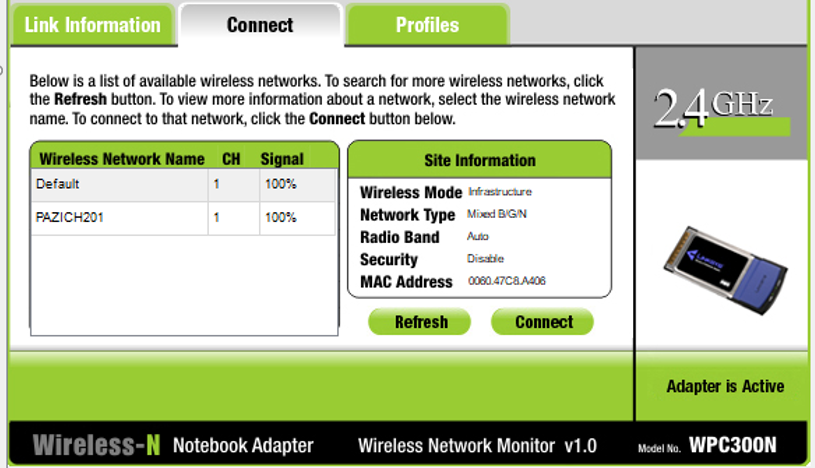 Link Information
Connect
Profiles
Below is a list of available wireless networks. To search for more wireless networks, click
the Refresh button. To view more information about a network, select the wireless network
name. To connect to that network, click the Connect button below.
2.4GHz
Wireless Network Name CH Signal
Default 1 100%
PAZICH201 1 100%
Site Information
Wireless Mode Infrastructure
Network Type Mixed B/G/N
Radio Band Auto
Security Disable
MAC Address 0060.47C8.A406
Refresh
Connect
Adapter is Active
Wireless-N Notebook Adapter Wireless Network Monitor v1.0 Model No. WPC300N